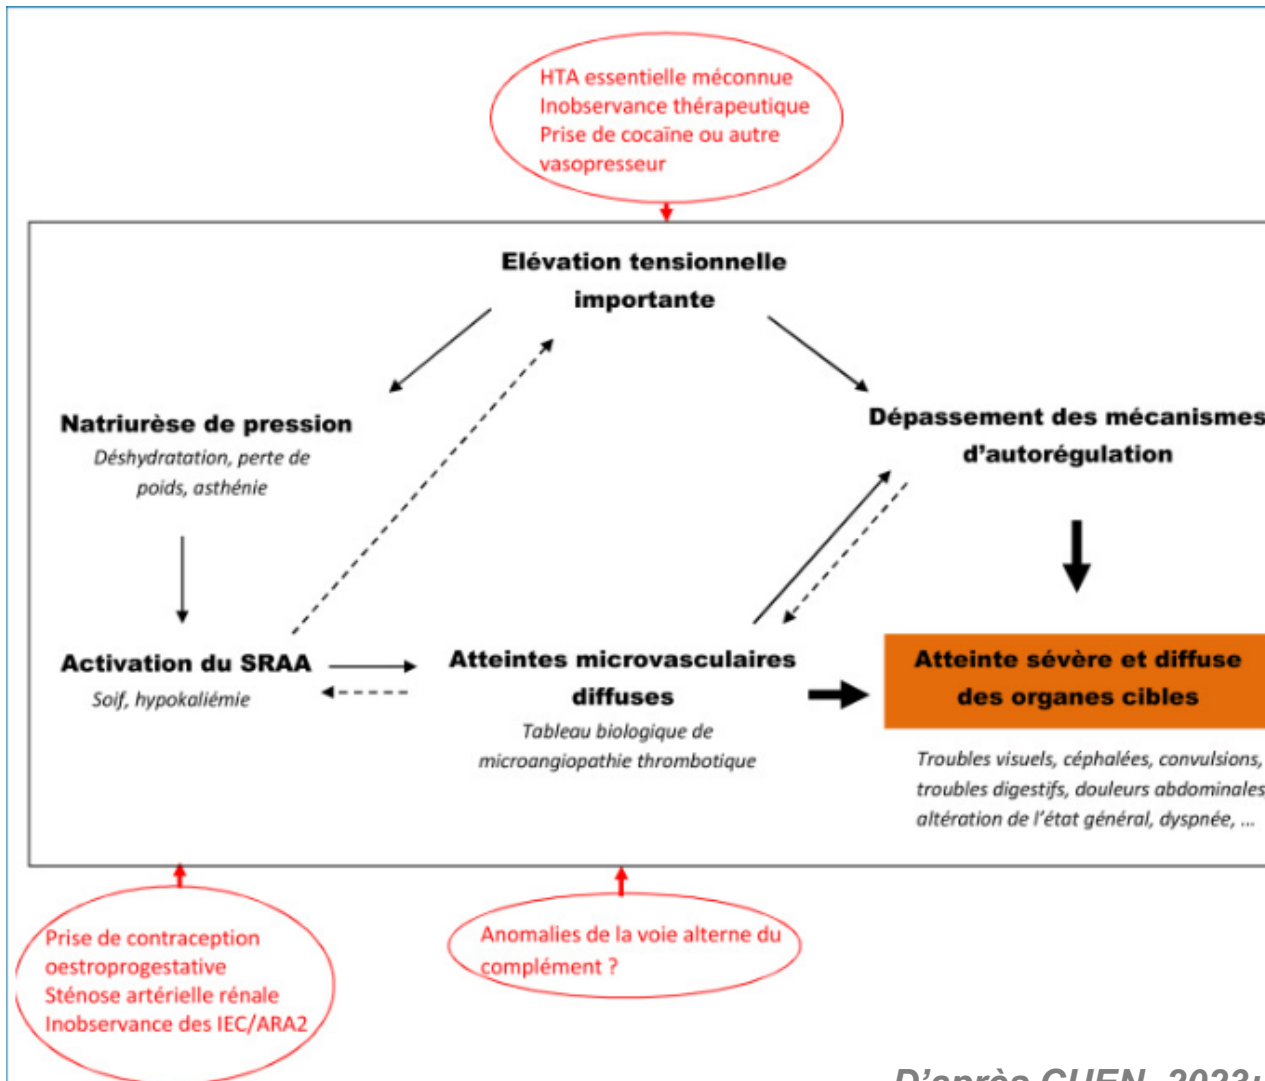 HTA essentielle méconnue
Inobservance thérapeutique
Prise de cocaïne ou autre
vasopresseur
Elévation tensionnelle
importante
Natriurèse de pression
Déshydratation, perte de
poids, asthénie
Dépassement des mécanismes
d'autorégulation
Activation du SRAA
Soif, hypokaliémie
Atteintes microvasculaires
diffuses
Tableau biologique de
microangiopathie thrombotique
Atteinte sévère et diffuse
des organes cibles
Troubles visuels, céphalées, convulsions,
troubles digestifs, douleurs abdominales,
altération de l'état général, dyspnée, ...
Prise de contraception
oestroprogestative
Sténose artérielle rénale
Inobservance des IEC/ARA2
Anomalies de la voie alterne du
complément ?